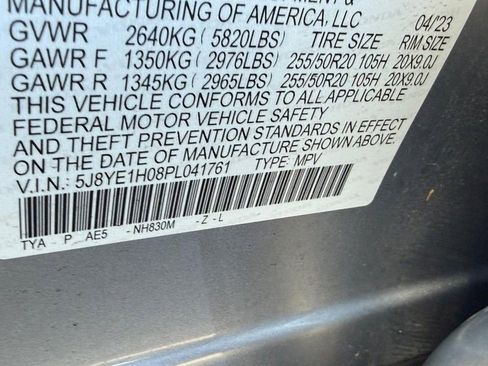 MANUFACTURING OF AMERICA, LLC 04/23
GVWR 2640KG ( 5820LBS) TIRE SIZE RIM SIZE
GAWR F 1350KG ( 2976LBS) 255/50R20 105H 20X9.0J
GAWR R 1345KG ( 2965LBS) 255/50R20 105H 20X9.0J
THIS VEHICLE CONFORMS TO ALL APPLICABLE
FEDERAL MOTOR VEHICLE SAFETY
AND THEFT PREVENTION STANDARDS IN EFFECT
ON THE DATE OF MANUFACTURE SHOWN ABOVE.
V.I.N.: 5J8YE1H08PL041761 TYPE: MPV
TYA - P AE5 - NH830M - Z - L